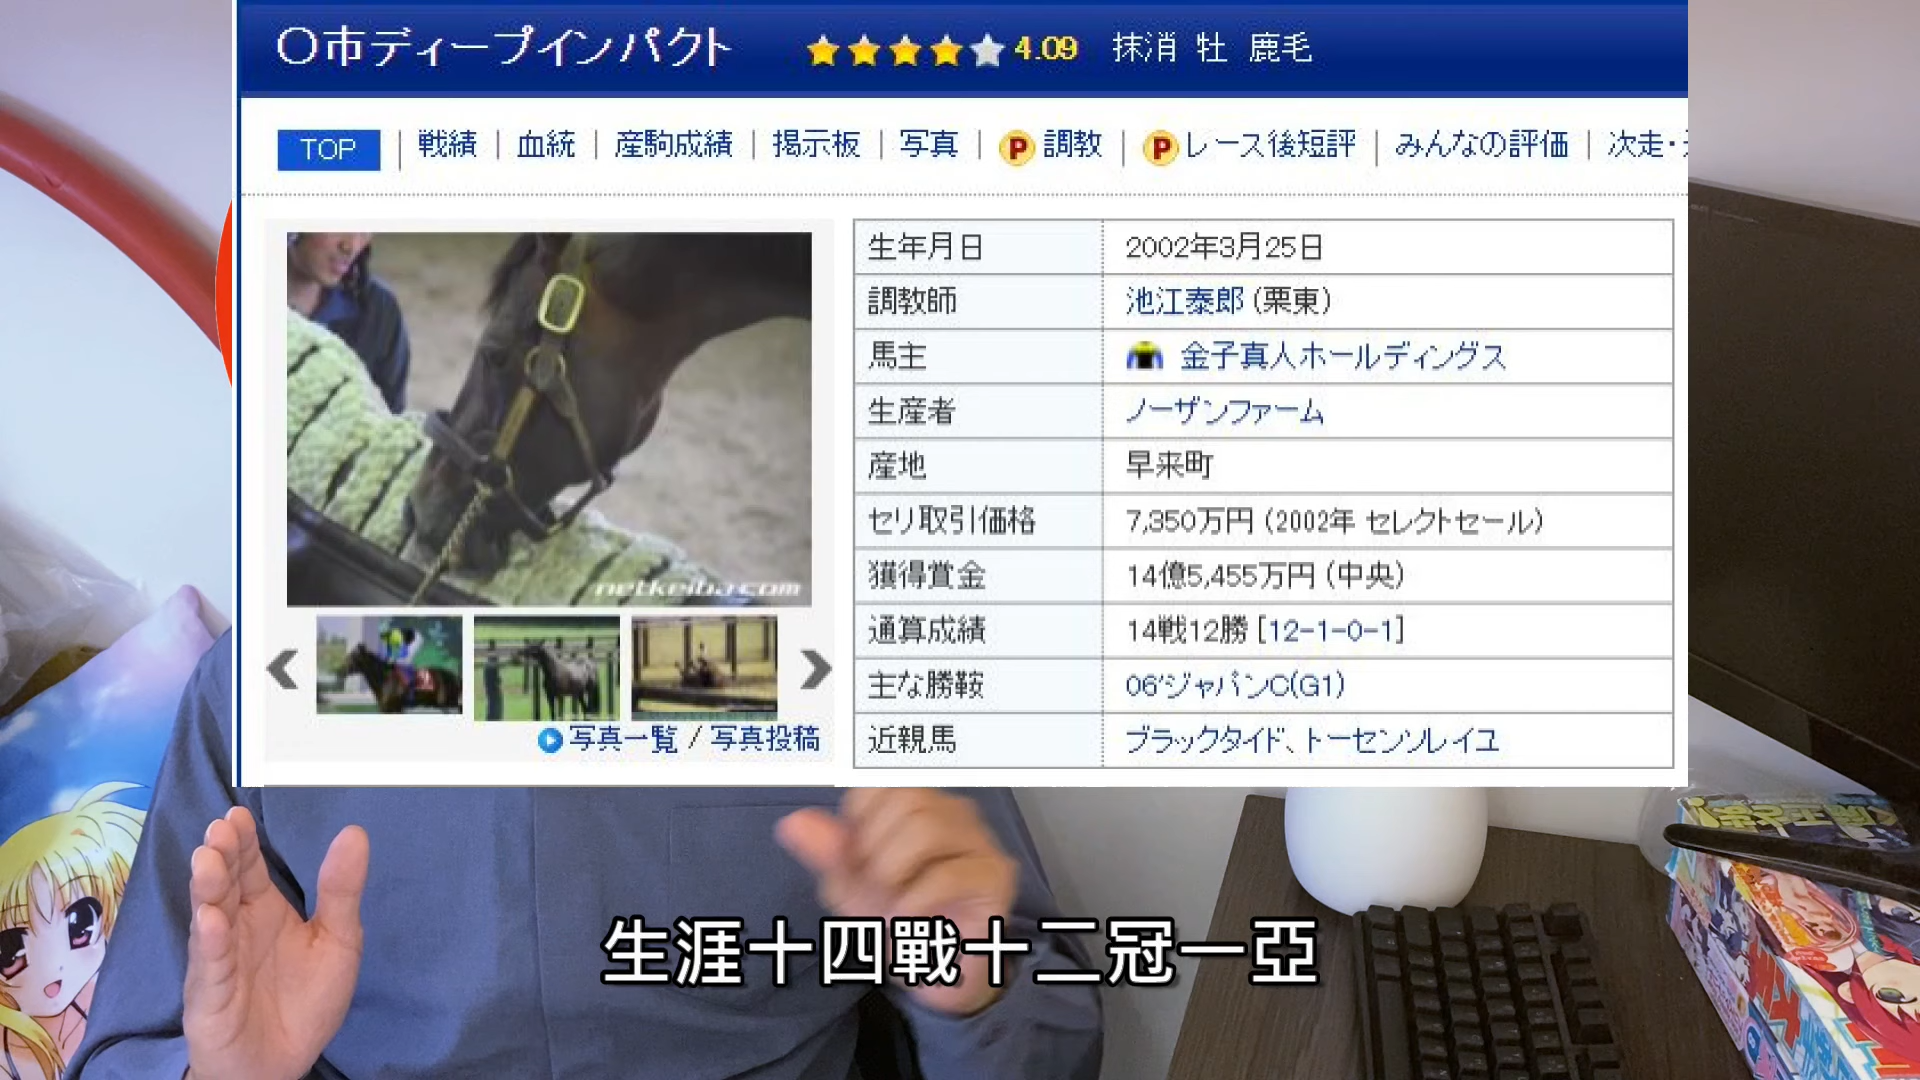 〇市ディープインパクト 4.09 抹消 牡 鹿毛
TOP | 戦績 | 血統 | 産駒成績 | 掲示板 | 写真 | P調教 | Pレース後短評 | みんなの評価 | 次走・
生年月日 2002年3月25日
調教師 池江泰郎 (栗東)
馬主 金子真人ホールディングス
生産者 ノーザンファーム
産地 早来町
セリ取引価格 7,350万円 (2002年 セレクトセール)
獲得賞金 14億5,455万円 (中央)
通算成績 14戦12勝 [12-1-0-1]
主な勝鞍 06'ジャパンC(G1)
近親馬 ブラックタイド、トーセンソレイユ
netkeiba.com
写真一覧 / 写真投稿
生涯十四戰十二冠一亞